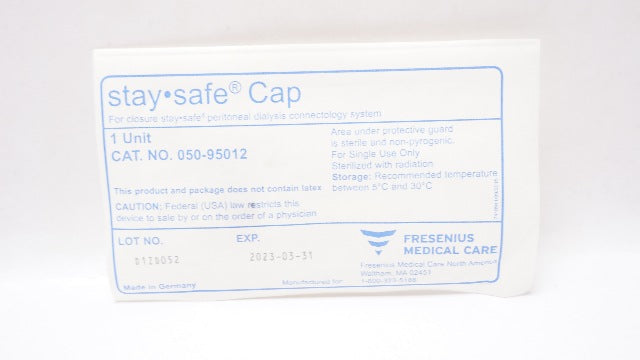 stay•safe® Cap
For closure stay•safe® peritoneal dialysis connectology system
1 Unit
CAT. NO. 050-95012
This product and package does not contain latex
CAUTION: Federal (USA) law restricts this
device to sale by or on the order of a physician
Area under protective guard
is sterile and non-pyrogenic.
For Single Use Only
Sterilized with radiation
Storage: Recommended temperature
between 5°C and 30°C
LOT NO.
EXP.
2023-03-31
Made in Germany
Manufactured for:
FRESENIUS
MEDICAL CARE
Fresenius Medical Care North America
Waltham, MA 02451